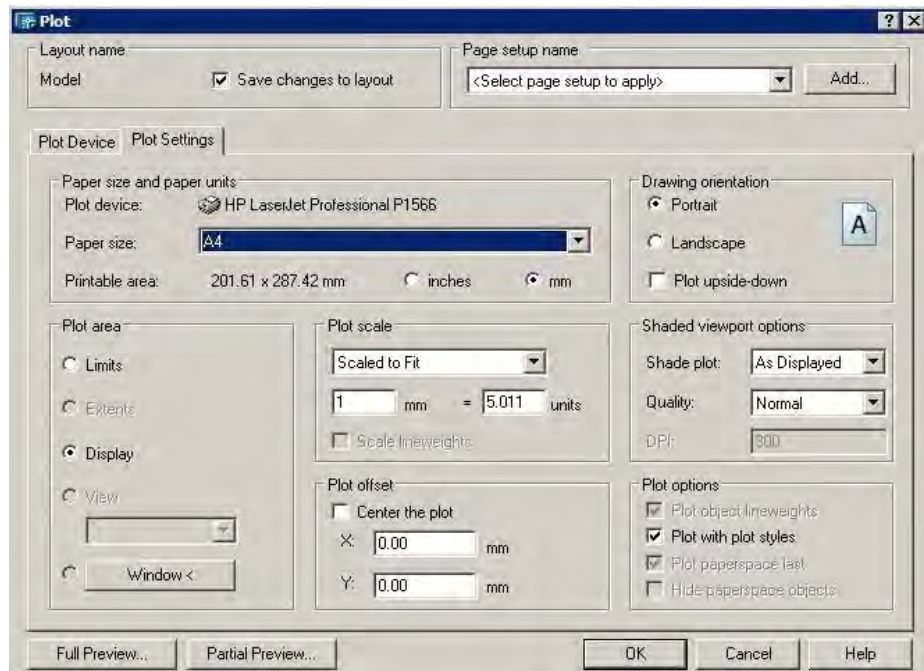 Plot
Layout name
Model
Save changes to layout
Page setup name
<Select page setup to apply>
Add...
Plot Device
Plot Settings
Paper size and paper units
Plot device: HP LaserJet Professional P1566
Paper size: A4
Printable area: 201.61 x 287.42 mm inches mm
Drawing orientation
Portrait
Landscape
Plot upside-down
A
Plot area
Limits
Extents
Display
View
Window <
Plot scale
Scaled to Fit
1 mm = 5.011 units
Scale lineweights
Plot offset
Center the plot
X: 0.00 mm
Y: 0.00 mm
Shaded viewport options
Shade plot: As Displayed
Quality: Normal
DPI: 300
Plot options
Plot object lineweights
Plot with plot styles
Plot paperspace last
Hide paperspace objects
Full Preview...
Partial Preview...
OK
Cancel
Help